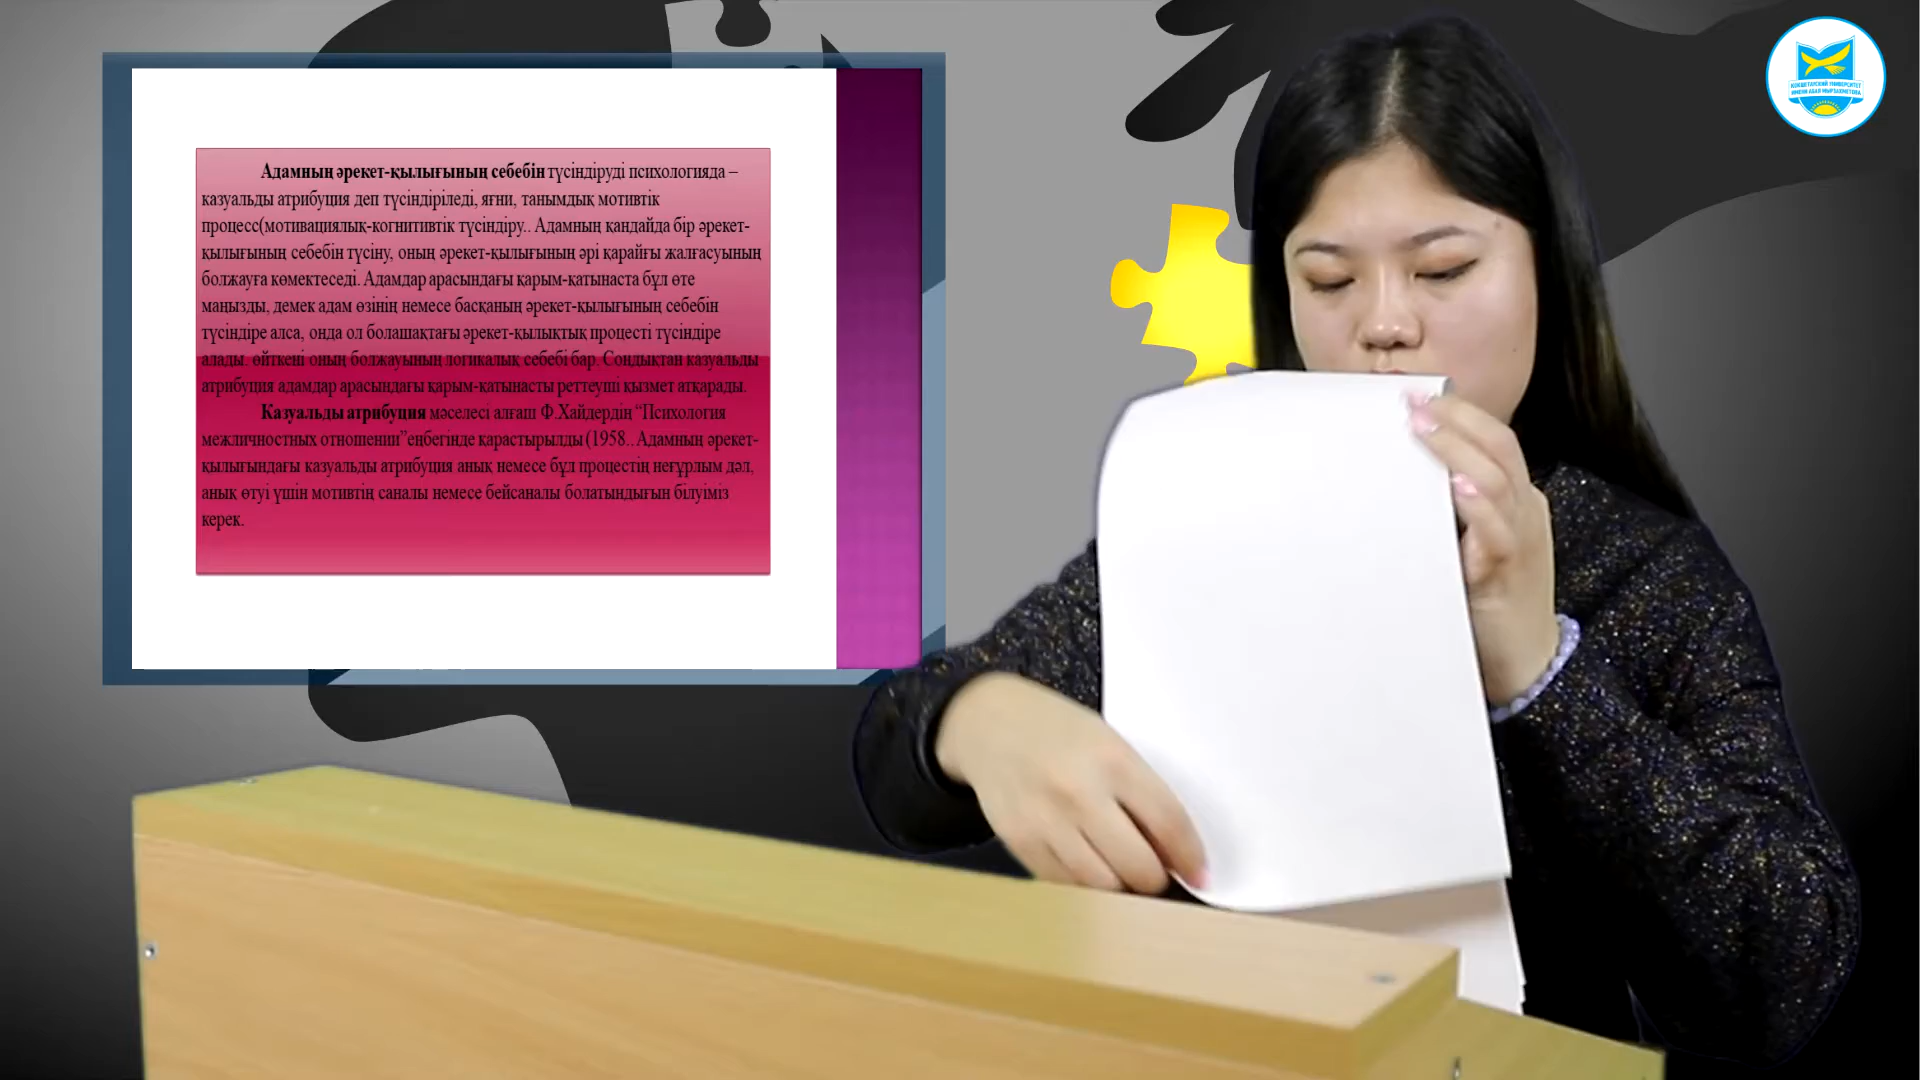 Адамның әрекет-қылығының себебін түсіндіруді психологияда –
казуальды атрибуция деп түсіндіріледі, яғни, танымдық мотивтік
процесс(мотивациялық-когнитивтік түсіндіру.. Адамның қандайда бір әрекет-
қылығының себебін түсіну, оның әрекет-қылығының әрі қарайғы жалғасуының
болжауға көмектеседі. Адамдар арасындағы қарым-қатынаста бұл өте
маңызды, демек адам өзінің немесе басқаның әрекет-қылығының себебін
түсіндіре алса, онда ол болашақтағы әрекет-қылықтық процесті түсіндіре
алады. өйткені оның болжауының логикалық себебі бар. Сондықтан казуальды
атрибуция адамдар арасындағы қарым-қатынасты реттеуші қызмет атқарады.
Казуальды атрибуция мәселесі алғаш Ф.Хайдердің “Психология
межличностных отношении”еңбегінде қарастырылды (1958.. Адамның әрекет-
қылығындағы казуальды атрибуция анық немесе бұл процестің неғұрлым дәл,
анық өтуі үшін мотивтің саналы немесе бейсаналы болатындығын білуіміз
керек.
КОКШЕТАУСКИЙ УНИВЕРСИТЕТ
ИМЕНИ АБАЯ МЫРЗАХМЕТОВА